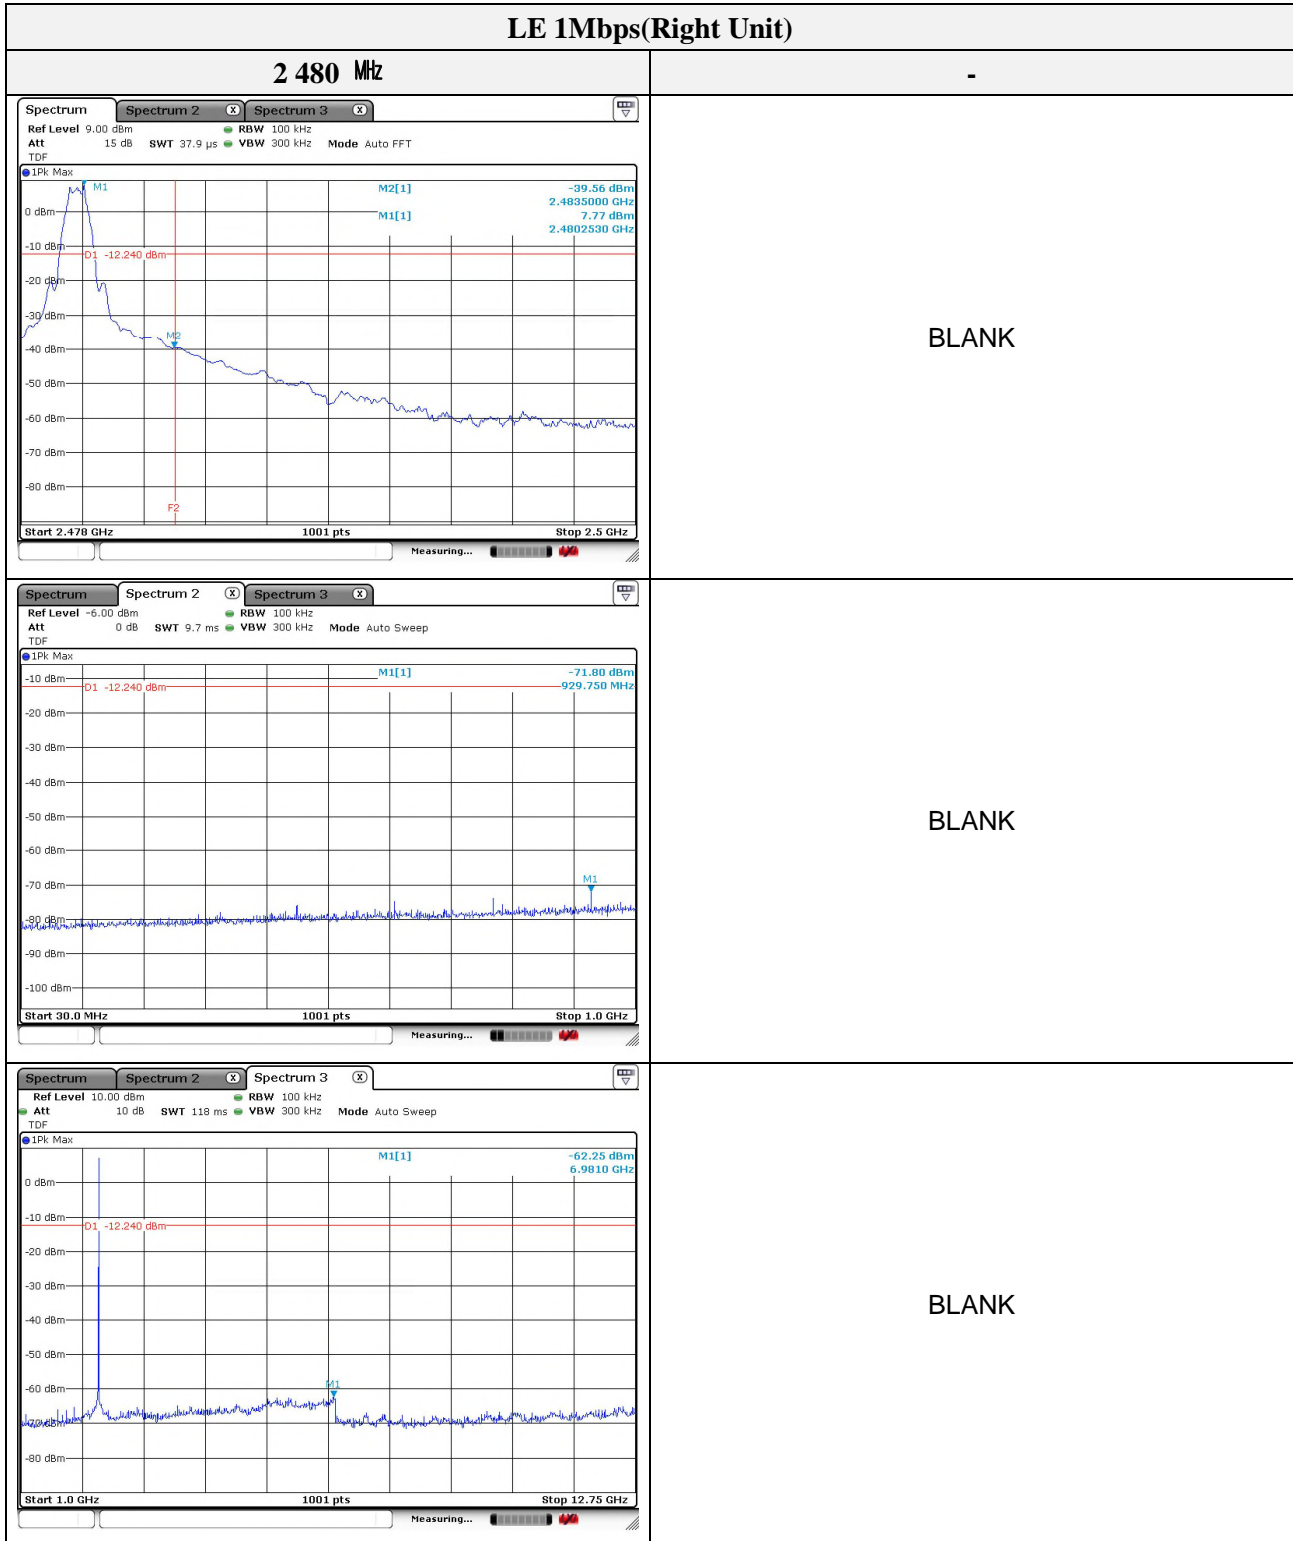 LE 1Mbps(Right Unit)
2 480 ㎒ -
Spectrum Spectrum 2 X Spectrum 3 X
Ref Level 9.00 dBm RBW 100 kHz
Att 15 dB SWT 37.9 µs VBW 300 kHz Mode Auto FFT
TDF
1Pk Max
M1 M2[1] -39.56 dBm
2.4835000 GHz
0 dBm M1[1] 7.77 dBm
2.4802530 GHz
-10 dBm
D1 -12.240 dBm
-20 dBm
-30 dBm
M2
-40 dBm
-50 dBm
-60 dBm
-70 dBm
-80 dBm
F2
Start 2.478 GHz 1001 pts Stop 2.5 GHz
Measuring...
BLANK
Spectrum Spectrum 2 X Spectrum 3 X
Ref Level -6.00 dBm RBW 100 kHz
Att 0 dB SWT 9.7 ms VBW 300 kHz Mode Auto Sweep
TDF
1Pk Max
-10 dBm M1[1] -71.80 dBm
D1 -12.240 dBm 929.750 MHz
-20 dBm
-30 dBm
-40 dBm
-50 dBm
-60 dBm
-70 dBm M1
-80 dBm
-90 dBm
-100 dBm
Start 30.0 MHz 1001 pts Stop 1.0 GHz
Measuring...
BLANK
Spectrum Spectrum 2 X Spectrum 3 X
Ref Level 10.00 dBm RBW 100 kHz
Att 10 dB SWT 118 ms VBW 300 kHz Mode Auto Sweep
TDF
1Pk Max
M1[1] -62.25 dBm
6.9810 GHz
0 dBm
-10 dBm
D1 -12.240 dBm
-20 dBm
-30 dBm
-40 dBm
-50 dBm
-60 dBm M1
-70 dBm
-80 dBm
Start 1.0 GHz 1001 pts Stop 12.75 GHz
Measuring...
BLANK